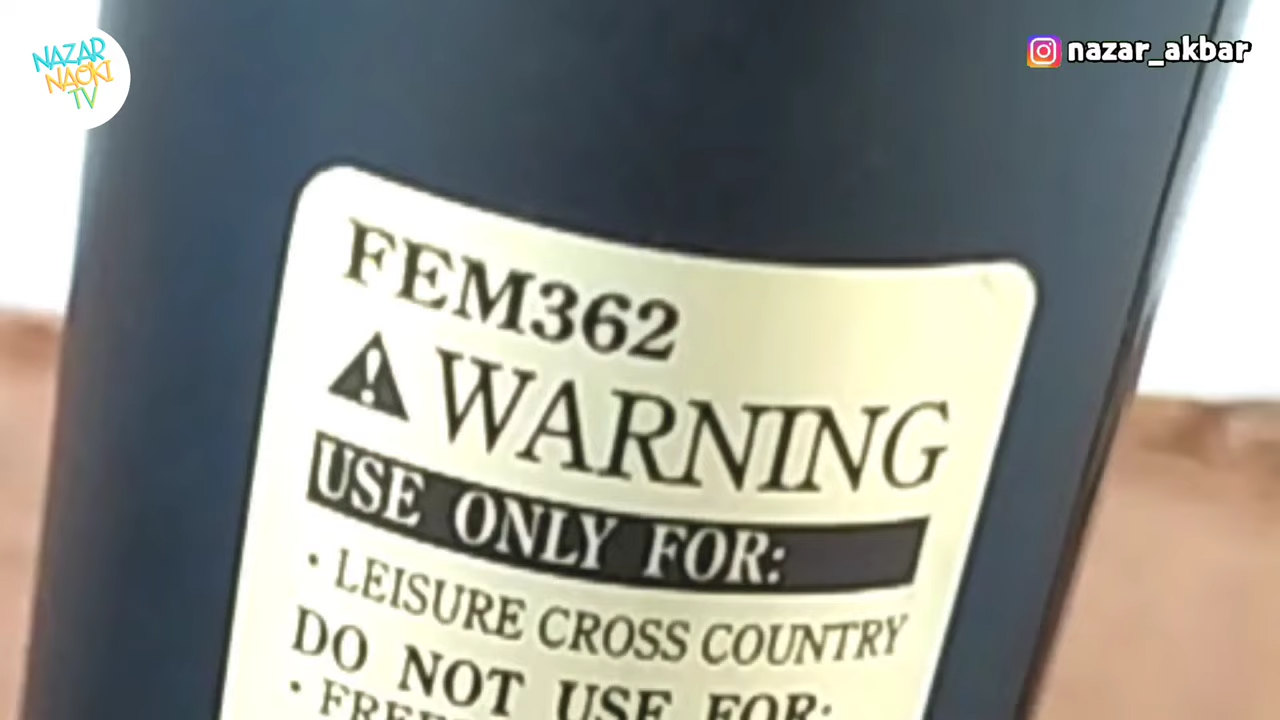 NAZAR
NAOKI
TV
nazar_akbar
FEM362
WARNING
USE ONLY FOR:
· LEISURE CROSS COUNTRY
DO NOT USE FOR: